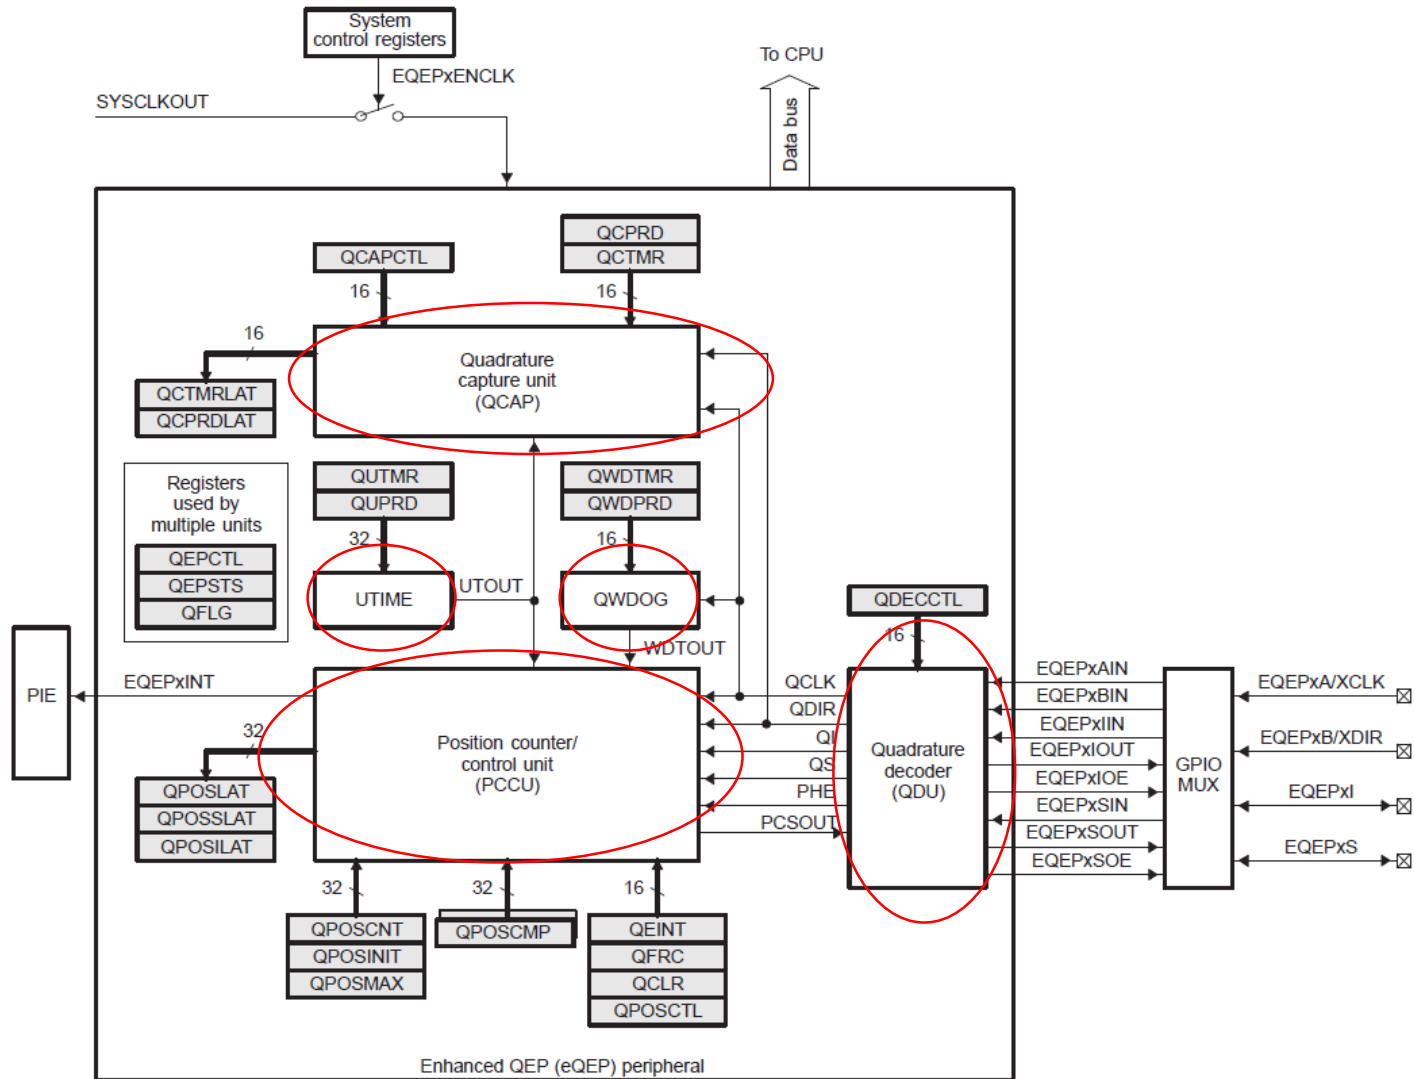 System
control registers
To CPU
EQEPxENCLK
SYSCLKOUT
Data bus
QCPRD
QCAPCTL
QCTMR
16
16
16
Quadrature
capture unit
(QCAP)
QCTMRLAT
QCPRDLAT
Registers
used by
multiple units
QUTMR
QWDTMR
QUPRD
QWDPRD
32
16
QEPCTL
QEPSTS
QFLG
UTIME
UTOUT
QWDOG
QDECCTL
16
WDTOUT
PIE
EQEPxINT
QCLK
QDIR
QI
QS
PHE
PCSOUT
32
Position counter/
control unit
(PCCU)
Quadrature
decoder
(QDU)
EQEPxAIN
EQEPxBIN
EQEPxIIN
EQEPxIOUT
EQEPxIOE
EQEPxSIN
EQEPxSOUT
EQEPxSOE
GPIO
MUX
EQEPxA/XCLK
EQEPxB/XDIR
EQEPxI
EQEPxS
QPOSLAT
QPOSSLAT
QPOSILAT
32
32
16
QPOSCNT
QPOSINIT
QPOSMAX
QPOSCMP
QEINT
QFRC
QCLR
QPOSCTL
Enhanced QEP (eQEP) peripheral